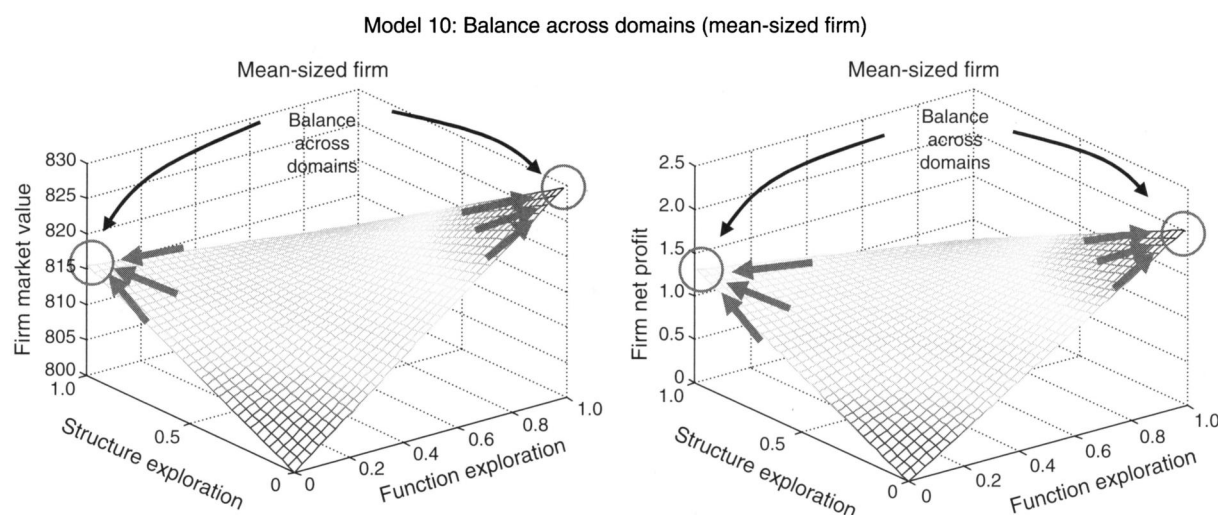 Model 10: Balance across domains (mean-sized firm)
Mean-sized firm
Balance
across
domains
Firm market value
830
825
820
815
810
805
800
1.0
0.5
0
Structure exploration
0
0.2
0.4
0.6
0.8
1.0
Function exploration
Mean-sized firm
Balance
across
domains
Firm net profit
2.5
2.0
1.5
1.0
0.5
0
1.0
0.5
0
Structure exploration
0
0.2
0.4
0.6
0.8
1.0
Function exploration